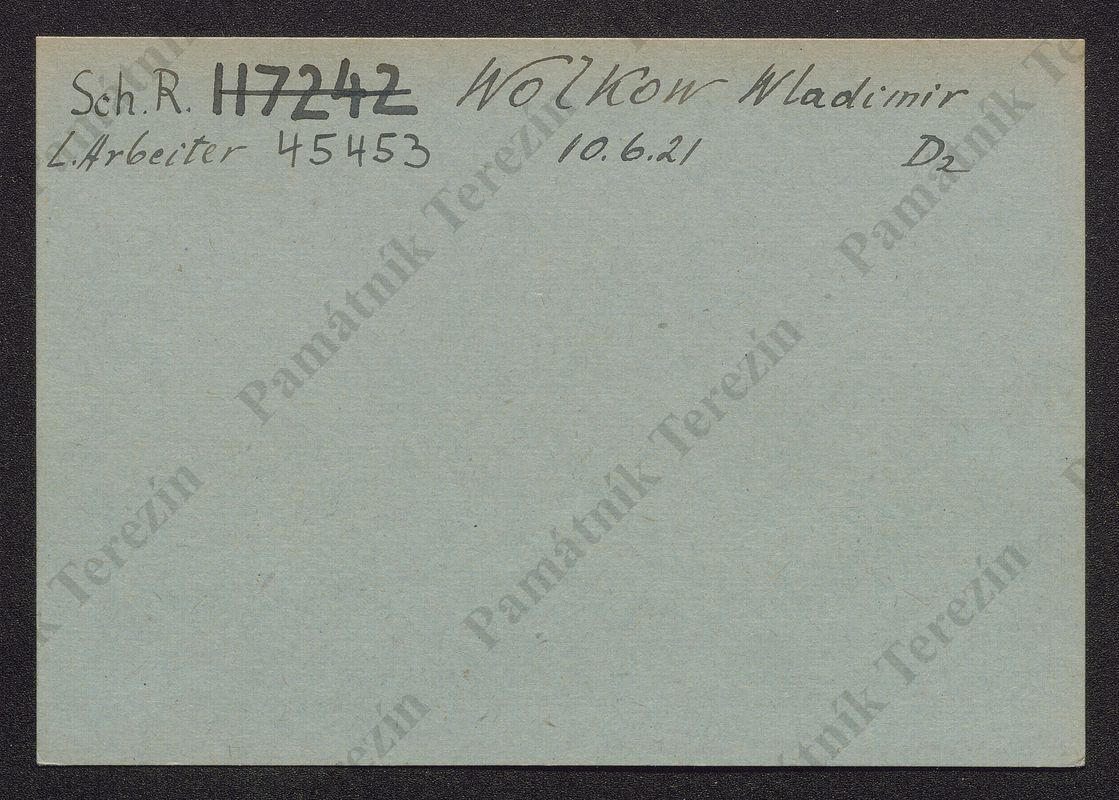 Sch. R. 117242 Wolkow Wladimir
L. Arbeiter 45453 10.6.21 D2
Památník Terezín